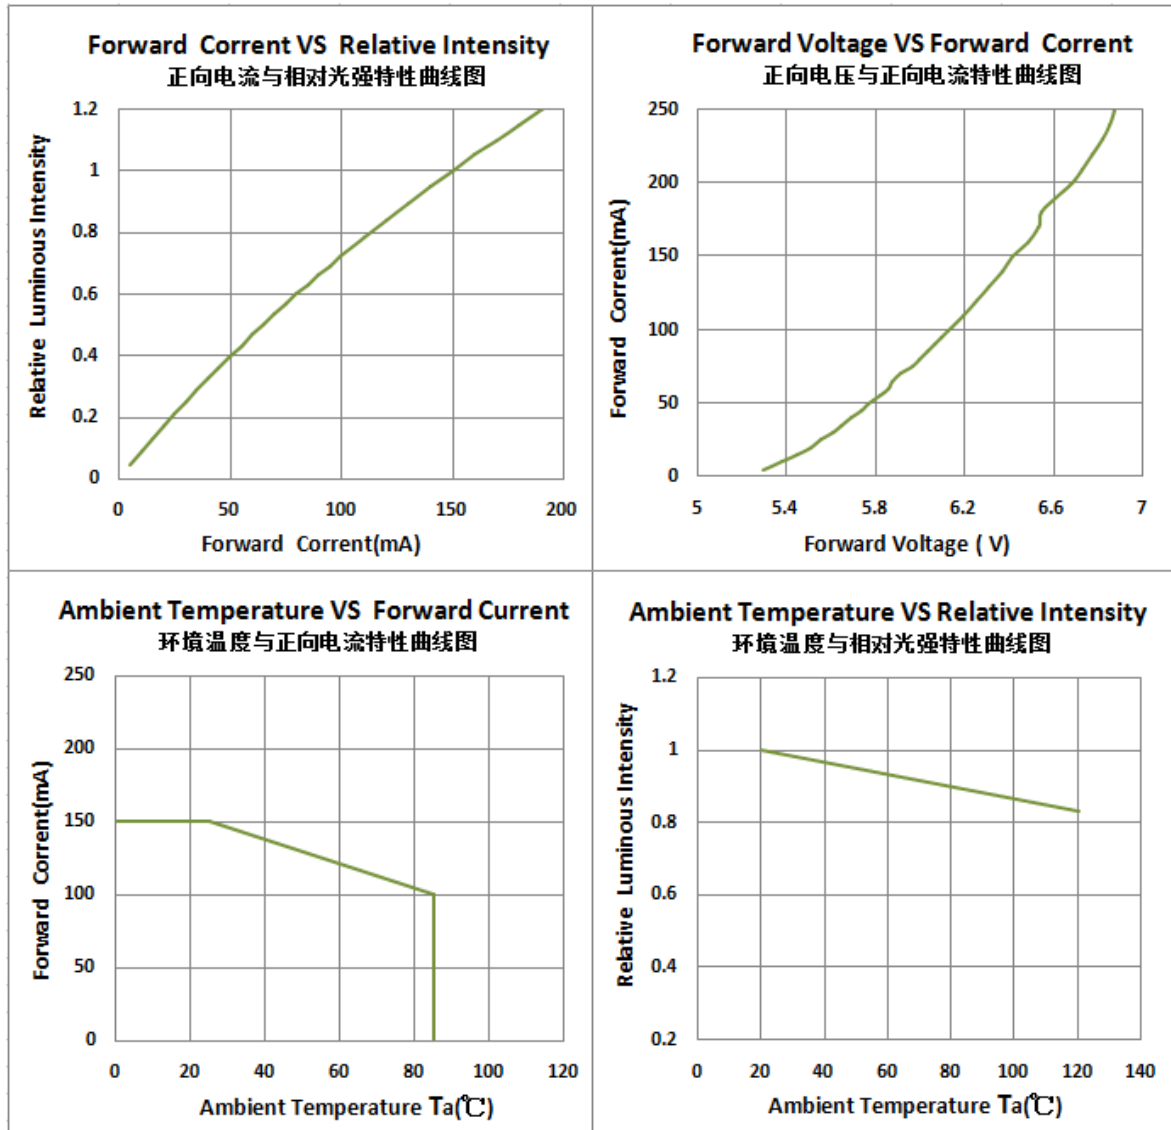 Forward Corrent VS Relative Intensity
正向电流与相对光强特性曲线图
Relative Luminous Intensity
1.2
1
0.8
0.6
0.4
0.2
0
0 50 100 150 200
Forward Corrent(mA)
Forward Voltage VS Forward Corrent
正向电压与正向电流特性曲线图
Forward Corrent(mA)
250
200
150
100
50
0
5 5.4 5.8 6.2 6.6 7
Forward Voltage ( V)
Ambient Temperature VS Forward Current
环境温度与正向电流特性曲线图
Forward Corrent(mA)
250
200
150
100
50
0
0 20 40 60 80 100 120
Ambient Temperature Ta(℃)
Ambient Temperature VS Relative Intensity
环境温度与相对光强特性曲线图
Relative Luminous Intensity
1.2
1
0.8
0.6
0.4
0.2
0 20 40 60 80 100 120 140
Ambient Temperature Ta(℃)